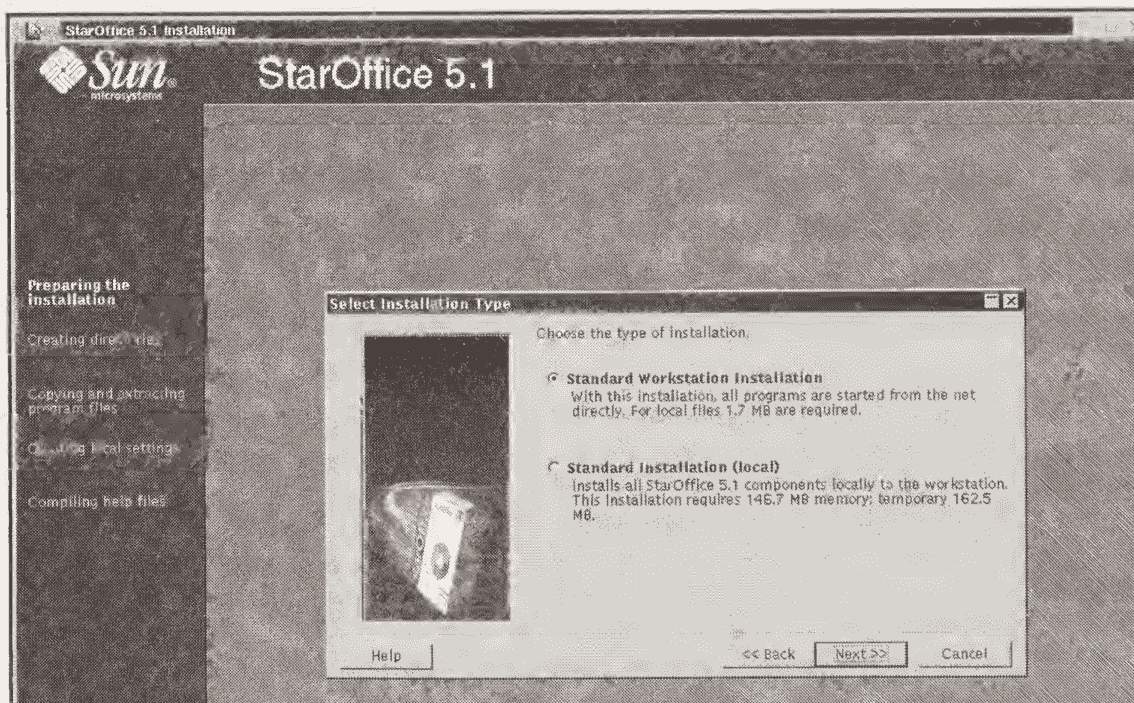 StarOffice 5.1 Installation
Sun
microsystems
StarOffice 5.1
Preparing the
installation
Creating directories
Copying and extracting
program files
Creating local settings
Compiling help files
Select Installation Type
Choose the type of installation.
Standard Workstation Installation
With this installation, all programs are started from the net
directly. For local files 1.7 MB are required.
Standard Installation (local)
Installs all StarOffice 5.1 components locally to the workstation.
This installation requires 146.7 MB memory; temporary 162.5
MB.
Help
<< Back
Next >>
Cancel